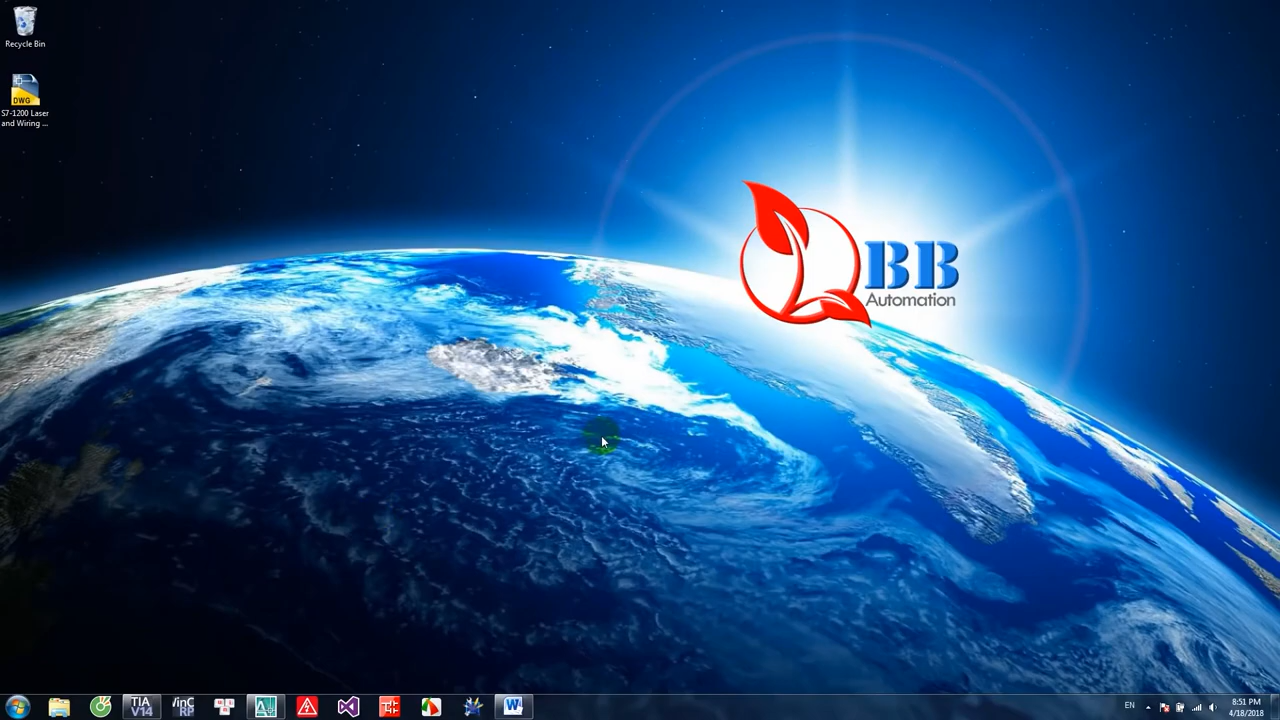 Recycle Bin
DWG
S7-1200 Laser
and Wiring ...
BB
Automation
TIA
V14
EN
8:51 PM
4/18/2018